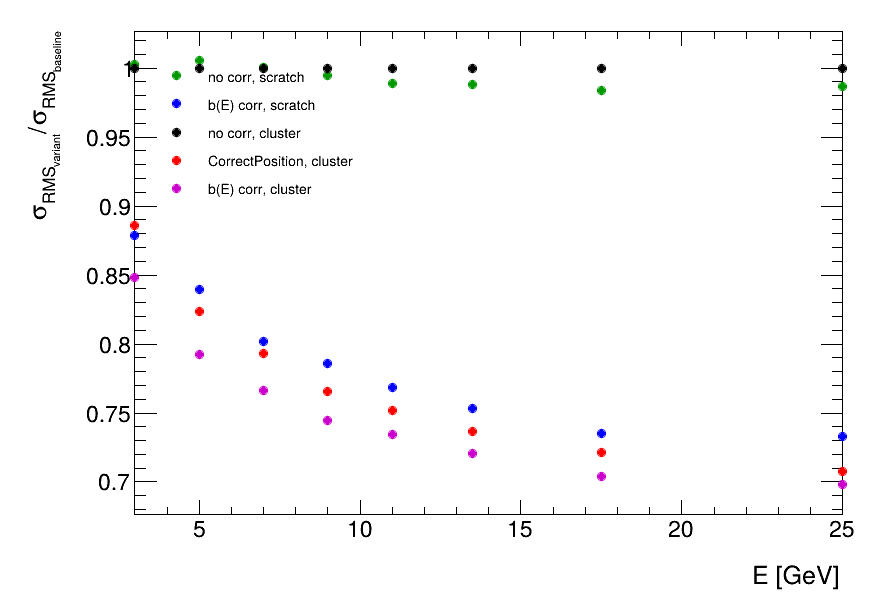 σRMSvariant/σRMSbaseline
1
no corr, scratch
b(E) corr, scratch
no corr, cluster
CorrectPosition, cluster
b(E) corr, cluster
0.95
0.9
0.85
0.8
0.75
0.7
5 10 15 20 25
E [GeV]